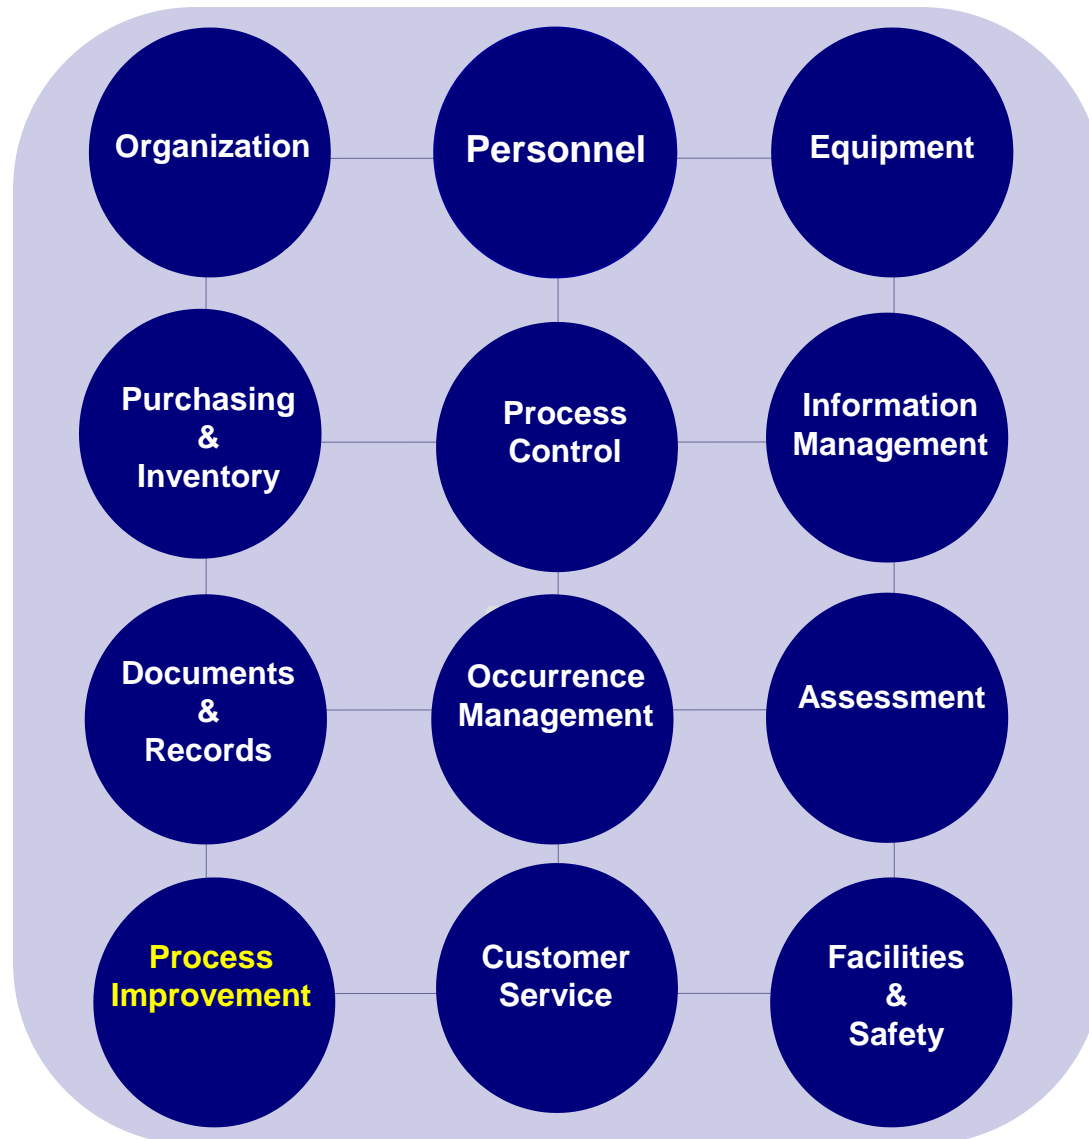 Organization
Personnel
Equipment
Purchasing
&
Inventory
Process
Control
Information
Management
Documents
&
Records
Occurrence
Management
Assessment
Process
Improvement
Customer
Service
Facilities
&
Safety